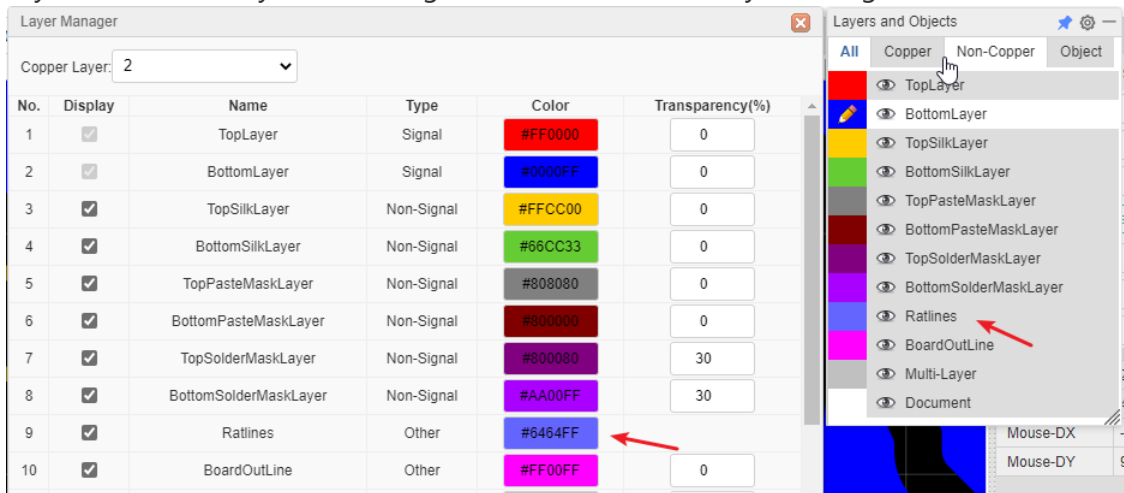 Layer Manager
Copper Layer: 2
No. Display Name Type Color Transparency(%)
1 TopLayer Signal #FF0000 0
2 BottomLayer Signal #0000FF 0
3 TopSilkLayer Non-Signal #FFCC00 0
4 BottomSilkLayer Non-Signal #66CC33 0
5 TopPasteMaskLayer Non-Signal #808080 0
6 BottomPasteMaskLayer Non-Signal #800000 0
7 TopSolderMaskLayer Non-Signal #800080 30
8 BottomSolderMaskLayer Non-Signal #AA00FF 30
9 Ratlines Other #6464FF
10 BoardOutLine Other #FF00FF 0
Layers and Objects
All Copper Non-Copper Object
TopLayer
BottomLayer
TopSilkLayer
BottomSilkLayer
TopPasteMaskLayer
BottomPasteMaskLayer
TopSolderMaskLayer
BottomSolderMaskLayer
Ratlines
BoardOutLine
Multi-Layer
Document
Mouse-DX
Mouse-DY 9